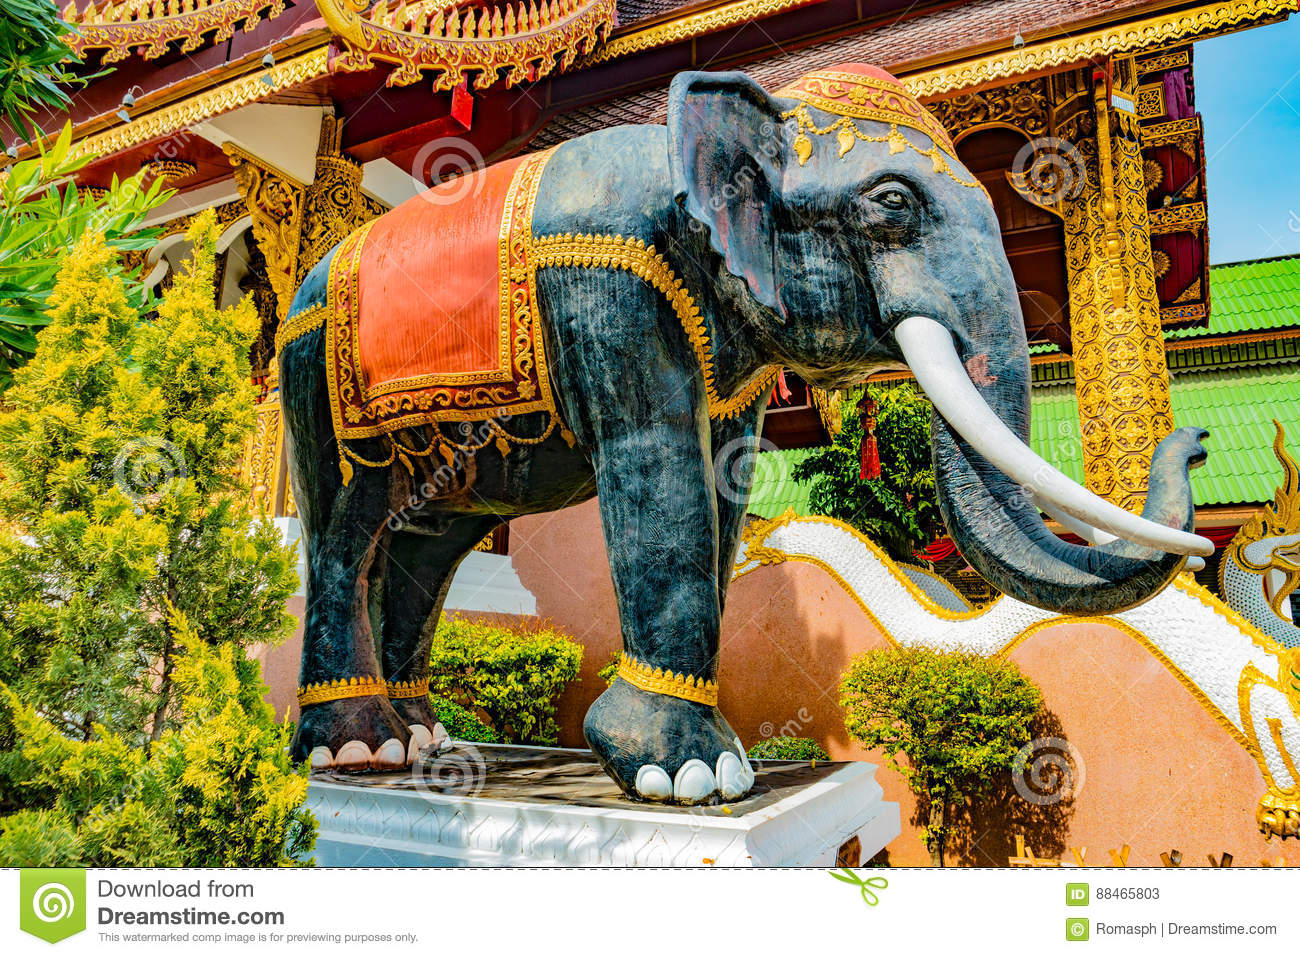 Download from
Dreamstime.com
This watermarked comp image is for previewing purposes only.
ID 88465803
© Romasph | Dreamstime.com